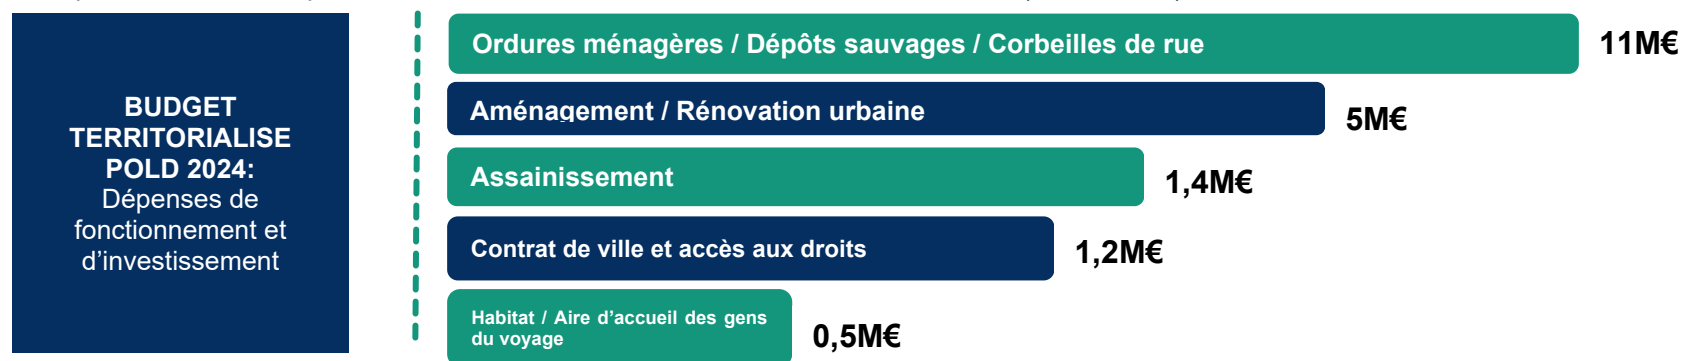 BUDGET
TERRITORIALISE
POLD 2024:
Dépenses de
fonctionnement et
d’investissement
Ordures ménagères / Dépôts sauvages / Corbeilles de rue
11M€
Aménagement / Rénovation urbaine
5M€
Assainissement
1,4M€
Contrat de ville et accès aux droits
1,2M€
Habitat / Aire d’accueil des gens
du voyage
0,5M€